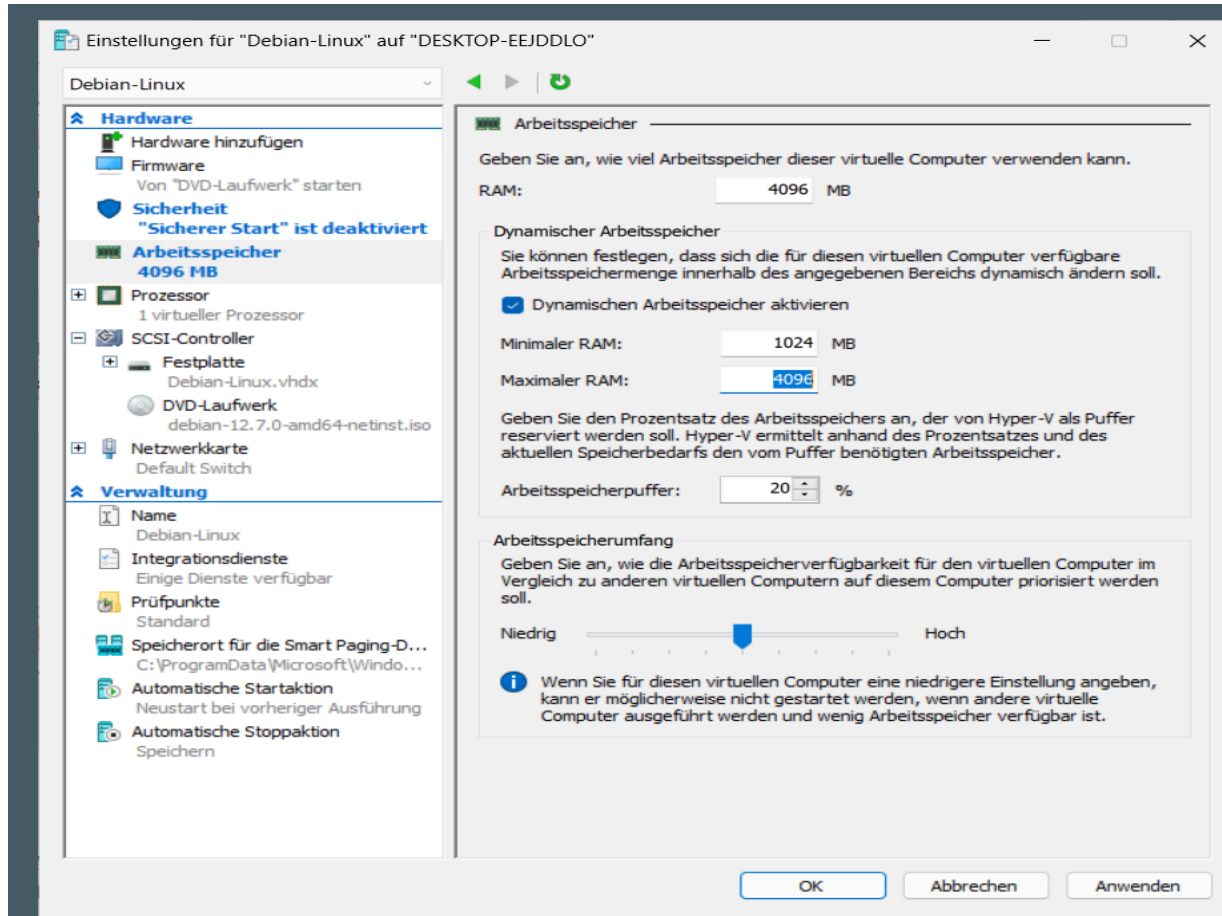 Einstellungen für "Debian-Linux" auf "DESKTOP-EEJDDLO"
Debian-Linux
Hardware
Hardware hinzufügen
Firmware
Von "DVD-Laufwerk" starten
Sicherheit
"Sicherer Start" ist deaktiviert
Arbeitsspeicher
4096 MB
Prozessor
1 virtueller Prozessor
SCSI-Controller
Festplatte
Debian-Linux.vhdx
DVD-Laufwerk
debian-12.7.0-amd64-netinst.iso
Netzwerkkarte
Default Switch
Verwaltung
Name
Debian-Linux
Integrationsdienste
Einige Dienste verfügbar
Prüfpunkte
Standard
Speicherort für die Smart Paging-D...
C:\ProgramData\Microsoft\Windo...
Automatische Startaktion
Neustart bei vorheriger Ausführung
Automatische Stoppaktion
Speichern
Arbeitsspeicher
Geben Sie an, wie viel Arbeitsspeicher dieser virtuelle Computer verwenden kann.
RAM: 4096 MB
Dynamischer Arbeitsspeicher
Sie können festlegen, dass sich die für diesen virtuellen Computer verfügbare
Arbeitsspeichermenge innerhalb des angegebenen Bereichs dynamisch ändern soll.
Dynamischen Arbeitsspeicher aktivieren
Minimaler RAM: 1024 MB
Maximaler RAM: 4096 MB
Geben Sie den Prozentsatz des Arbeitsspeichers an, der von Hyper-V als Puffer
reserviert werden soll. Hyper-V ermittelt anhand des Prozentsatzes und des
aktuellen Speicherbedarfs den vom Puffer benötigten Arbeitsspeicher.
Arbeitsspeicherpuffer: 20 %
Arbeitsspeicherumfang
Geben Sie an, wie die Arbeitsspeicherverfügbarkeit für den virtuellen Computer im
Vergleich zu anderen virtuellen Computern auf diesem Computer priorisiert werden
soll.
Niedrig Hoch
Wenn Sie für diesen virtuellen Computer eine niedrigere Einstellung angeben,
kann er möglicherweise nicht gestartet werden, wenn andere virtuelle
Computer ausgeführt werden und wenig Arbeitsspeicher verfügbar ist.
OK Abbrechen Anwenden